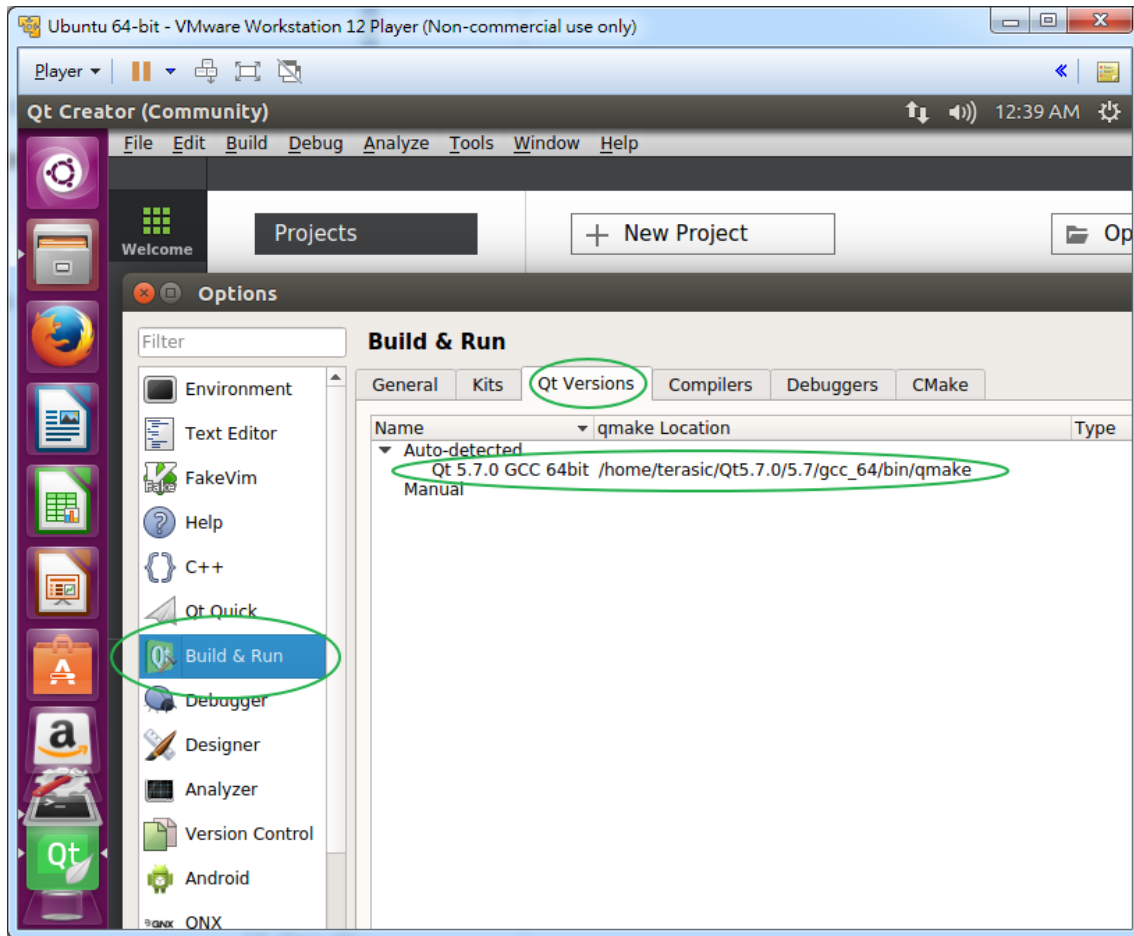 Ubuntu 64-bit - VMware Workstation 12 Player (Non-commercial use only)
Player
Qt Creator (Community)
12:39 AM
File Edit Build Debug Analyze Tools Window Help
Welcome
Projects
New Project
Op
Options
Filter
Build & Run
Environment
General Kits Qt Versions Compilers Debuggers CMake
Text Editor
Name qmake Location Type
Auto-detected
Qt 5.7.0 GCC 64bit /home/terasic/Qt5.7.0/5.7/gcc_64/bin/qmake
Manual
FakeVim
Help
C++
Qt Quick
Build & Run
Debugger
Designer
Analyzer
Version Control
Android
QNX